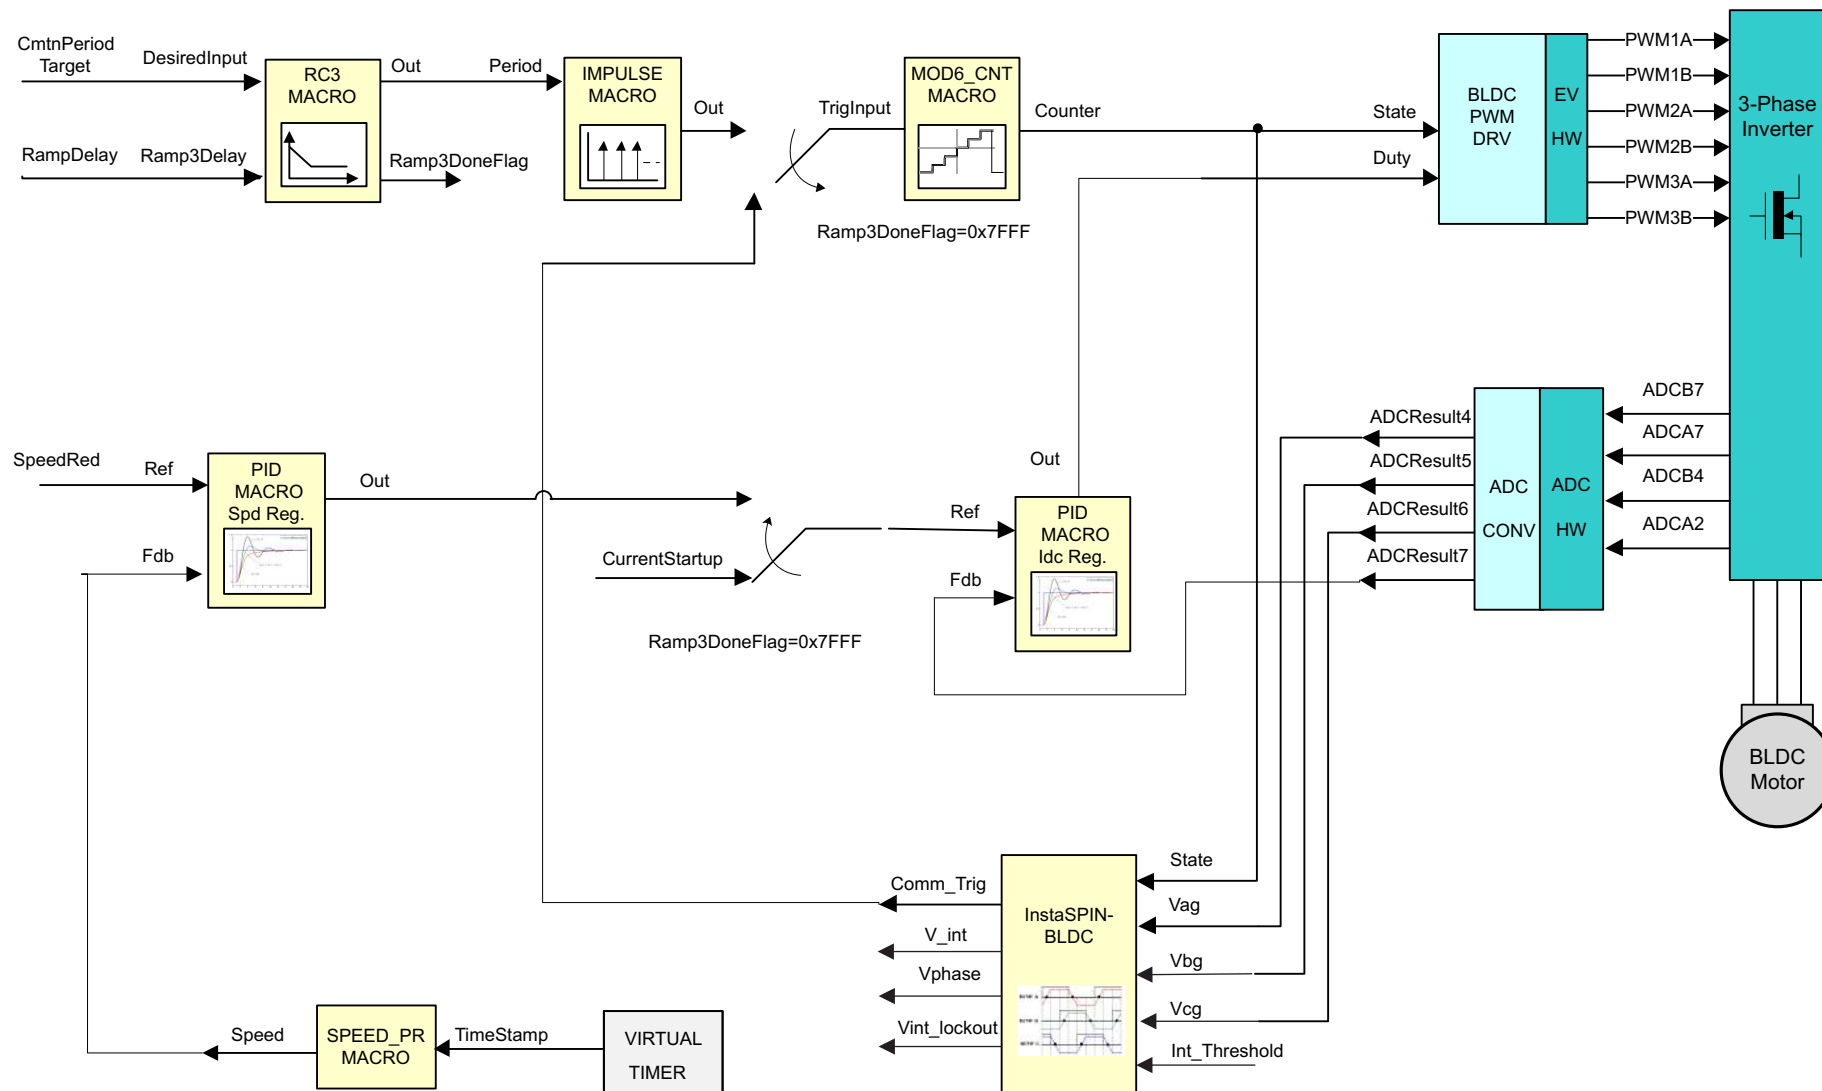 CmtnPeriod
Target
DesiredInput
RC3
MACRO
Out
Period
IMPULSE
MACRO
Out
TrigInput
MOD6_CNT
MACRO
Counter
State
BLDC
PWM
DRV
EV
HW
PWM1A
PWM1B
PWM2A
PWM2B
PWM3A
PWM3B
3-Phase
Inverter
RampDelay
Ramp3Delay
Ramp3DoneFlag
Duty
Ramp3DoneFlag=0x7FFF
ADCB7
ADCA7
ADCB4
ADCA2
ADCResult4
ADCResult5
ADCResult6
ADCResult7
ADC
CONV
ADC
HW
SpeedRed
Ref
PID
MACRO
Spd Reg.
Out
Fdb
CurrentStartup
Ramp3DoneFlag=0x7FFF
Out
Ref
PID
MACRO
Idc Reg.
Fdb
BLDC
Motor
State
Comm_Trig
InstaSPIN-
BLDC
Vag
V_int
Vbg
Vphase
Vcg
Vint_lockout
Int_Threshold
Speed
SPEED_PR
MACRO
TimeStamp
VIRTUAL
TIMER